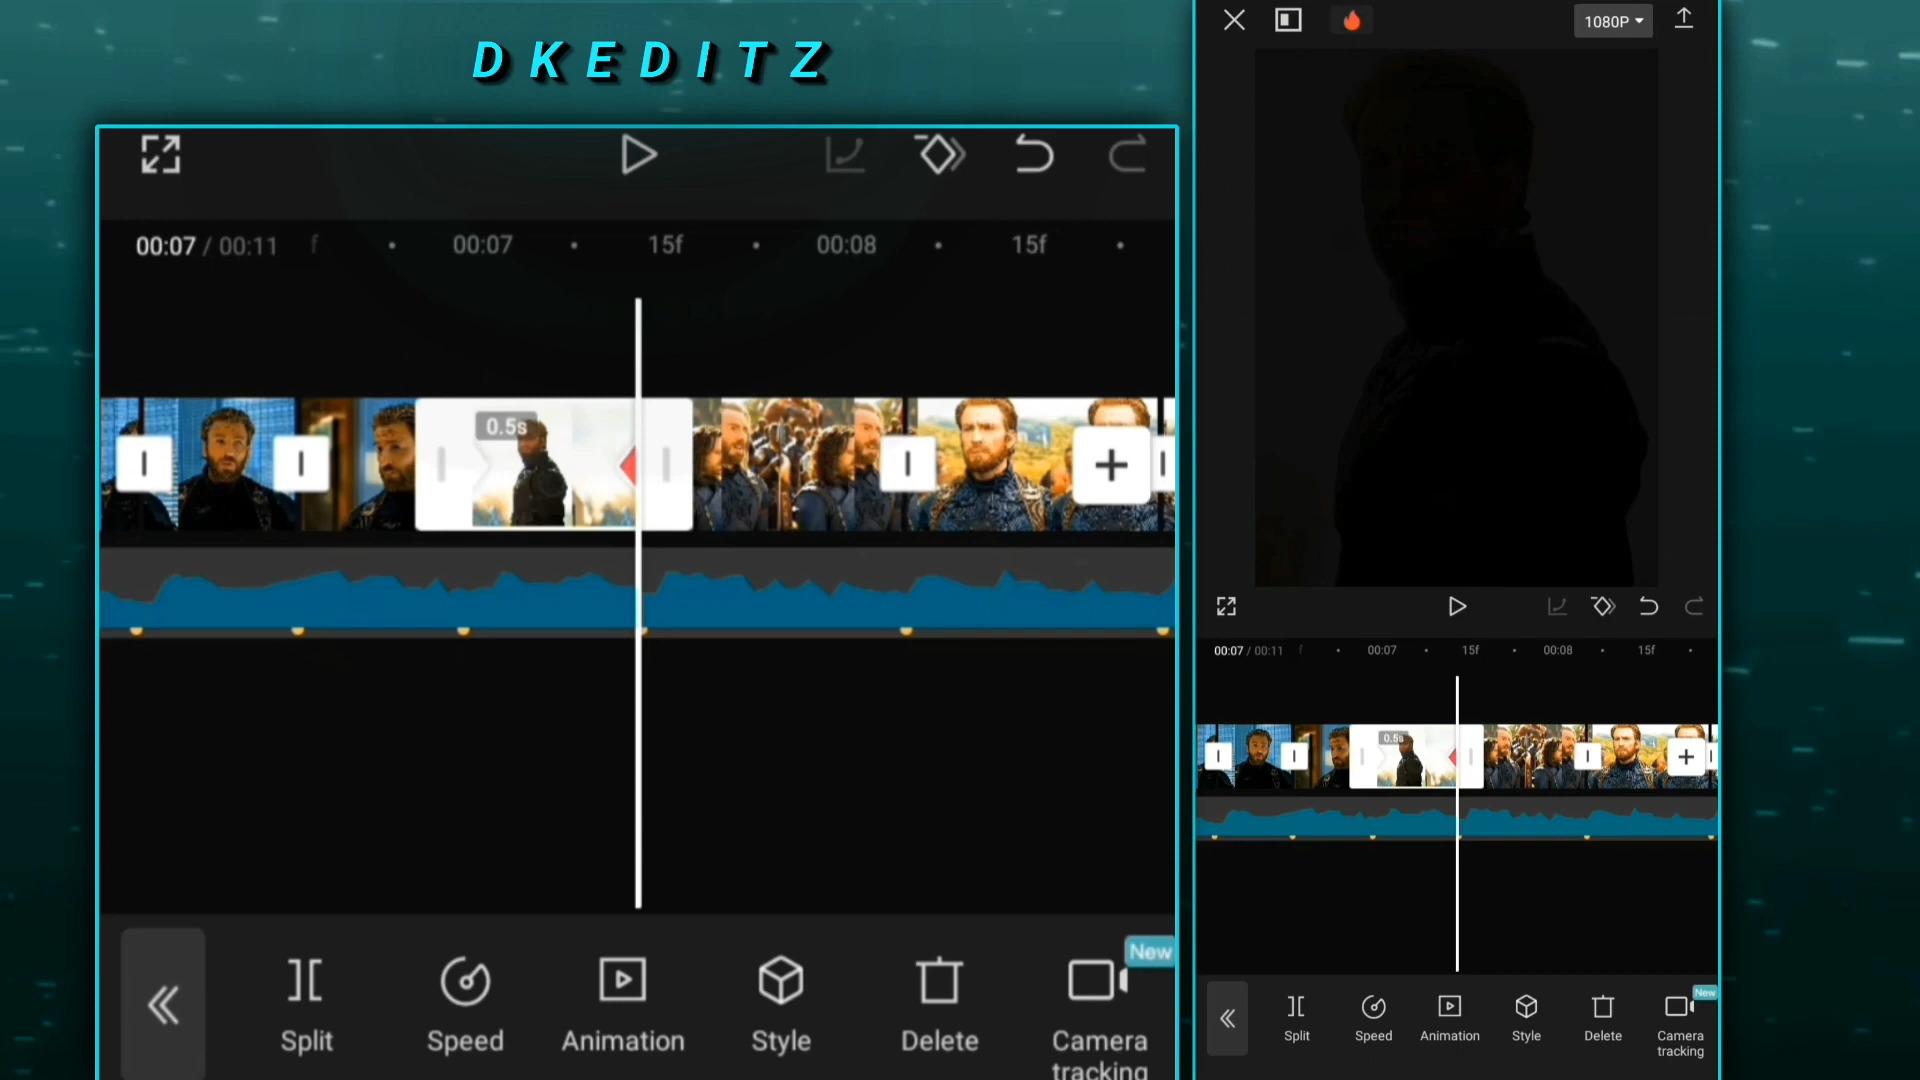 DKEDITZ
00:07 / 00:11 f 00:07 15f 00:08 15f
0.5s
New
Split Speed Animation Style Delete Camera tracking
1080P
00:07 / 00:11 f 00:07 15f 00:08 15f
0.5s
New
Split Speed Animation Style Delete Camera tracking